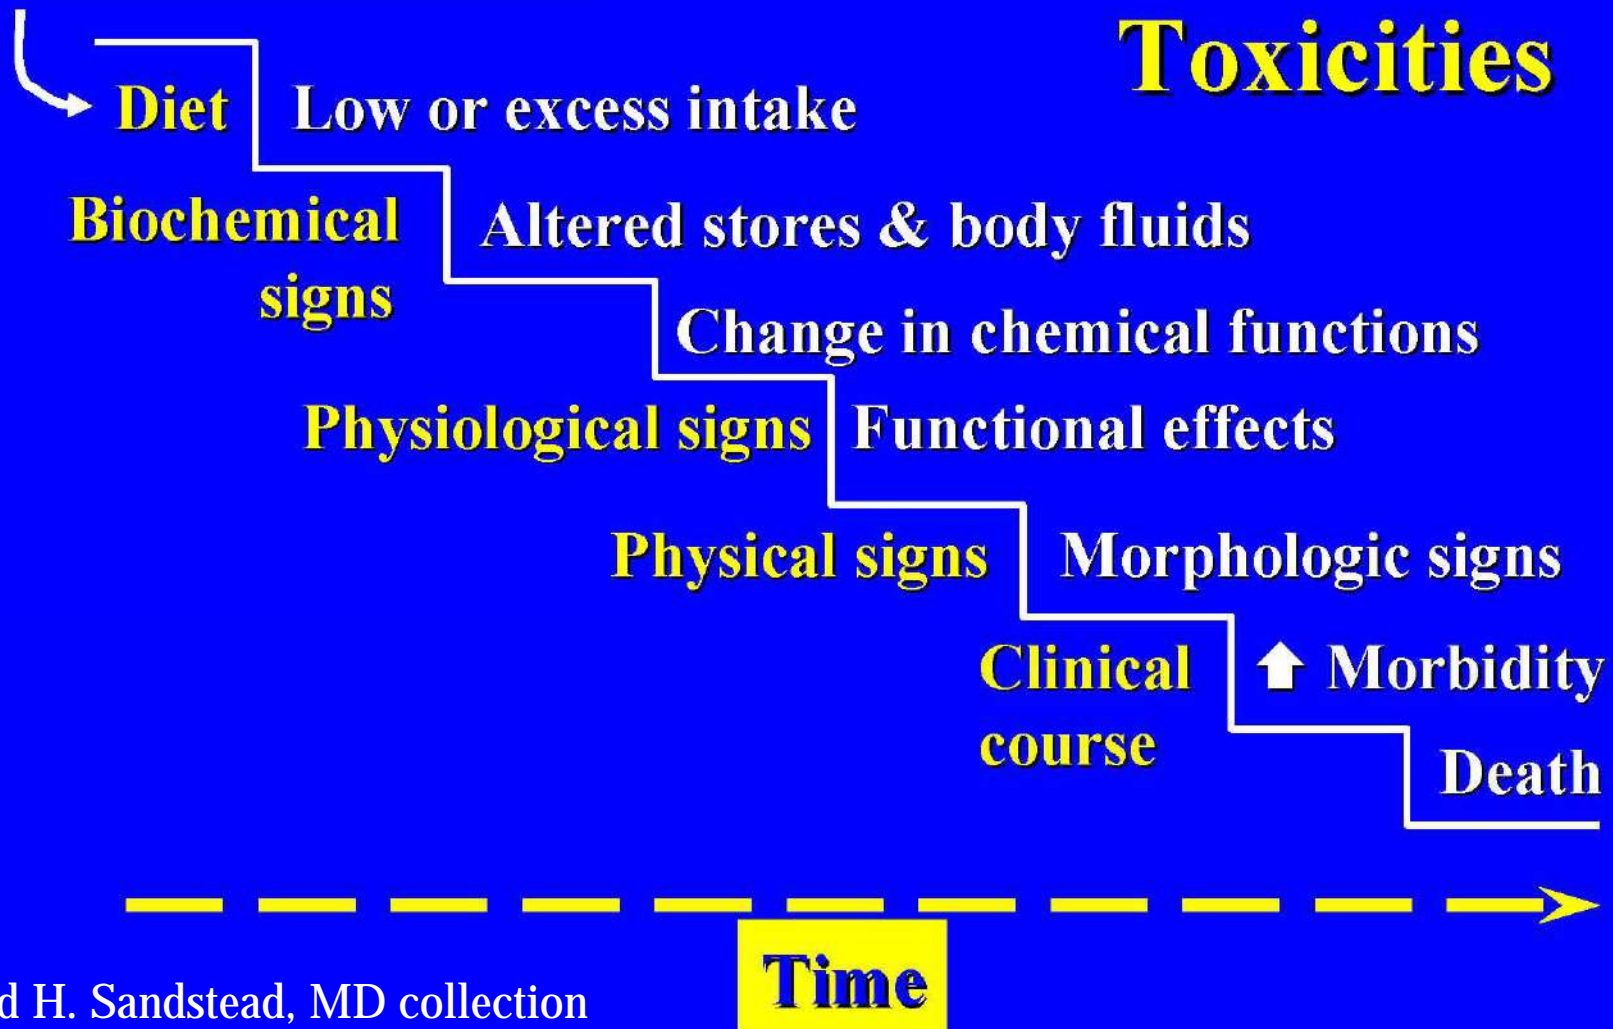 Toxicities
Diet Low or excess intake
Biochemical signs Altered stores & body fluids
Change in chemical functions
Physiological signs Functional effects
Physical signs Morphologic signs
Clinical course Morbidity
Death
Time
d H. Sandstead, MD collection